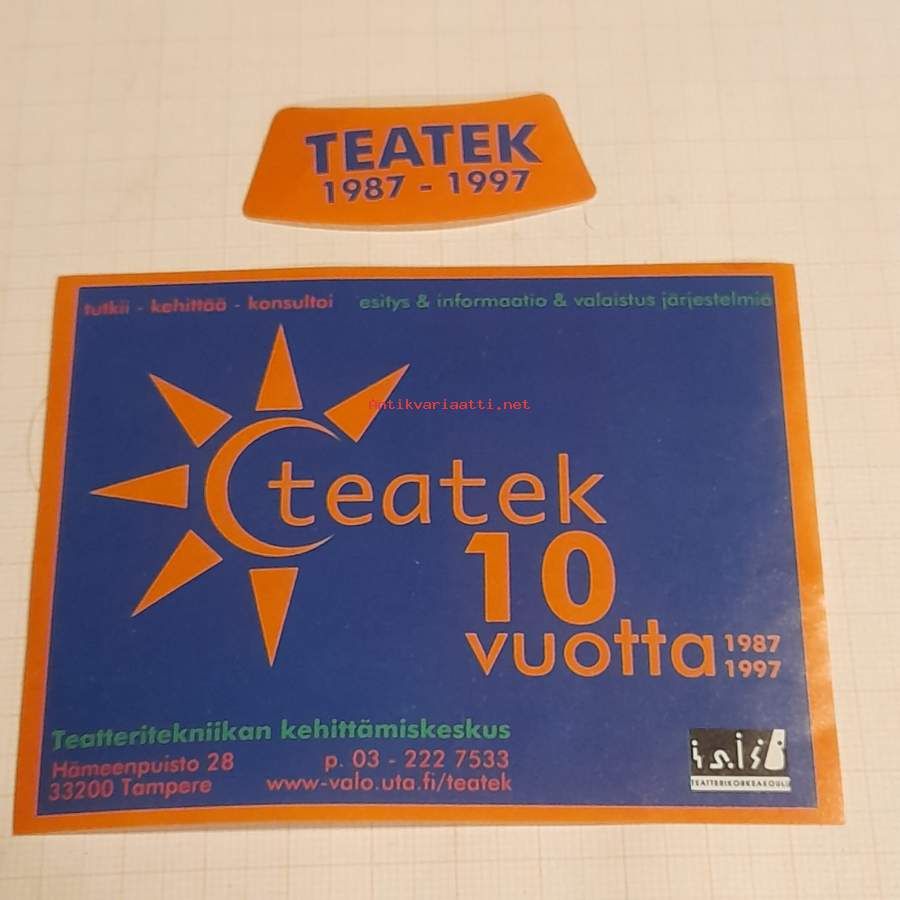 TEATEK
1987 - 1997
tutkii - kehittää - konsultoi esitys & informaatio & valaistus järjestelmiä
Antikvariaatti.net
teatek
10
vuotta 1987
1997
Teatteritekniikan kehittämiskeskus
Hämeenpuisto 28 p. 03 - 222 7533
33200 Tampere www-valo.uta.fi/teatek
TEATTERIKORKEAKOULU